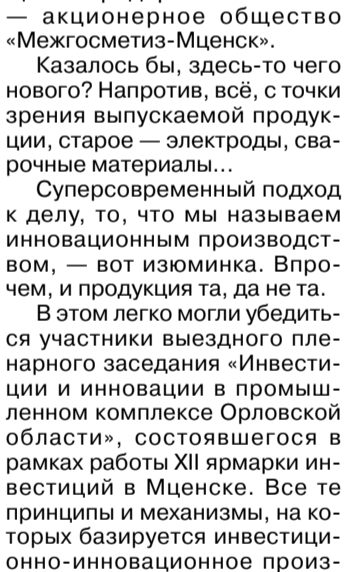 — акционерное общество
«Межгосметиз-Мценск».
Казалось бы, здесь-то чего
нового? Напротив, всё, с точки
зрения выпускаемой продук-
ции, старое — электроды, сва-
рочные материалы...
Суперсовременный подход
к делу, то, что мы называем
инновационным производст-
вом, — вот изюминка. Впро-
чем, и продукция та, да не та.
В этом легко могли убедить-
ся участники выездного пле-
нарного заседания «Инвести-
ции и инновации в промыш-
ленном комплексе Орловской
области», состоявшегося в
рамках работы XII ярмарки ин-
вестиций в Мценске. Все те
принципы и механизмы, на ко-
торых базируется инвестици-
онно-инновационное произ-